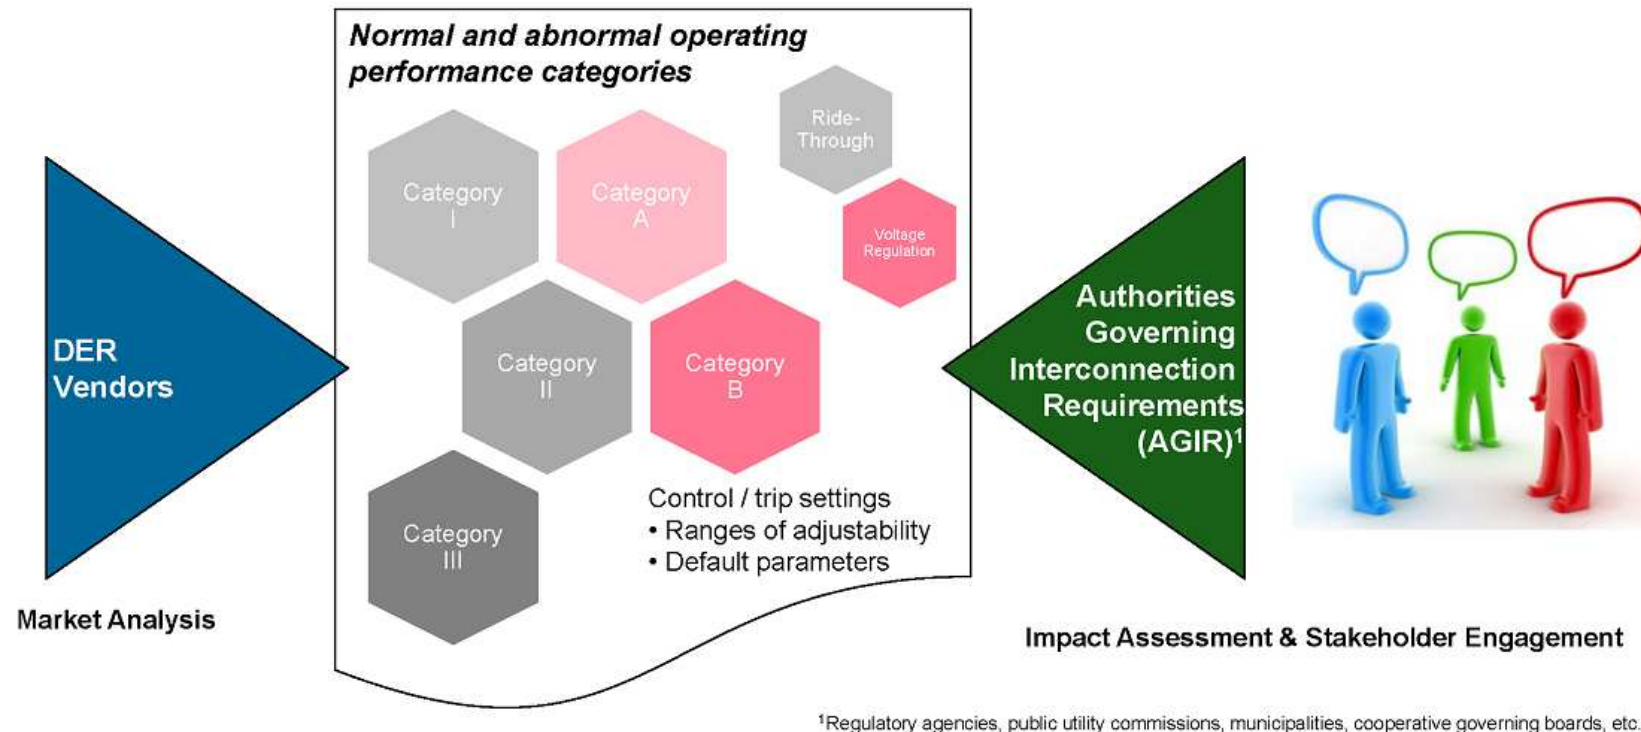 Normal and abnormal operating
performance categories
Ride-
Through
Category
I
Category
A
Voltage
Regulation
DER
Vendors
Category
II
Category
B
Authorities
Governing
Interconnection
Requirements
(AGIR)¹
Control / trip settings
• Ranges of adjustability
• Default parameters
Category
III
Market Analysis
Impact Assessment & Stakeholder Engagement
¹Regulatory agencies, public utility commissions, municipalities, cooperative governing boards, etc.